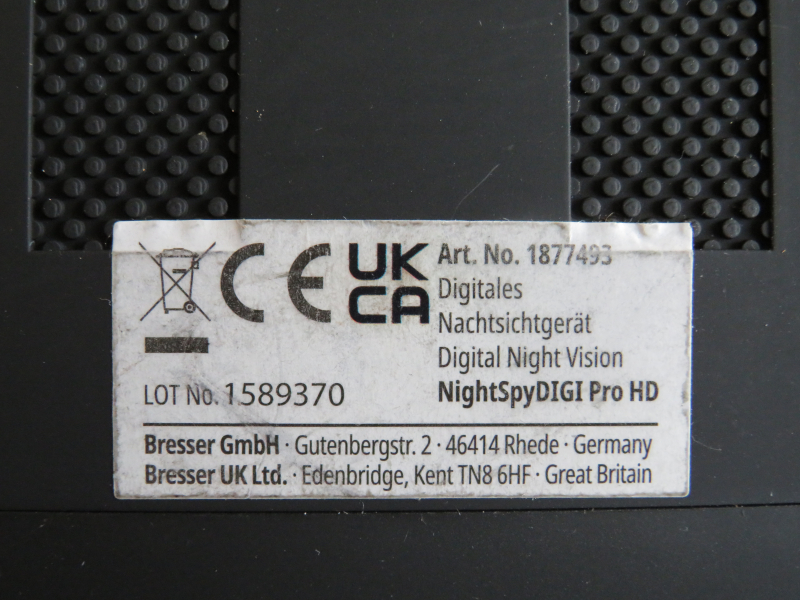 CE UK CA
LOT No. 1589370
Art. No. 1877493
Digitales
Nachtsichtgerät
Digital Night Vision
NightSpyDIGI Pro HD
Bresser GmbH · Gutenbergstr. 2 · 46414 Rhede · Germany
Bresser UK Ltd. · Edenbridge, Kent TN8 6HF · Great Britain